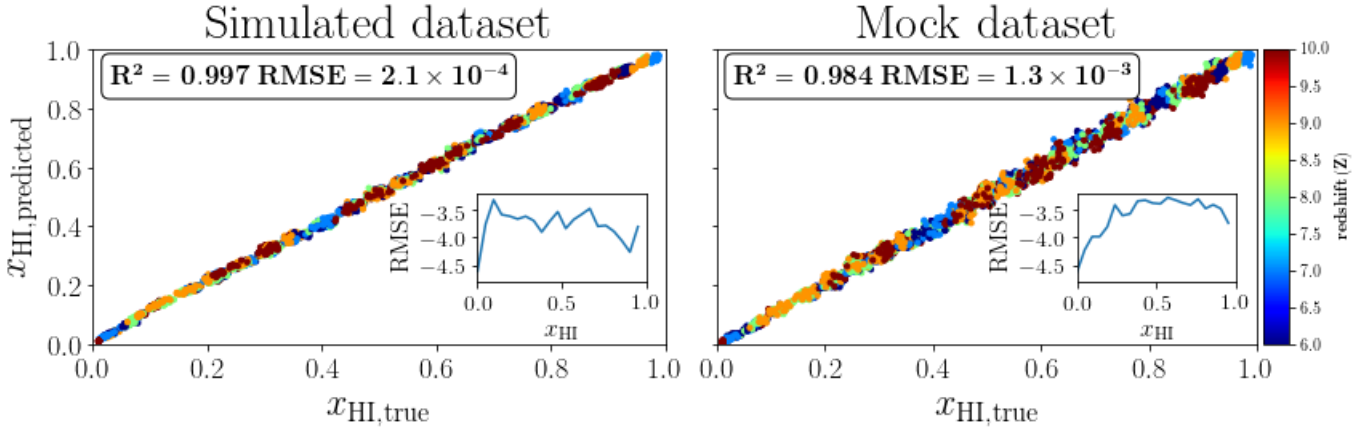 Simulated dataset
R² = 0.997 RMSE = 2.1 × 10⁻⁴
x_HI,predicted
1.0
0.8
0.6
0.4
0.2
0.0
0.0 0.2 0.4 0.6 0.8 1.0
x_HI,true
RMSE
−3.5
−4.0
−4.5
0.0 0.5 1.0
x_HI
Mock dataset
R² = 0.984 RMSE = 1.3 × 10⁻³
0.0 0.2 0.4 0.6 0.8 1.0
x_HI,true
RMSE
−3.5
−4.0
−4.5
0.0 0.5 1.0
x_HI
10.0
9.5
9.0
8.5
8.0
7.5
7.0
6.5
6.0
redshift (Z)